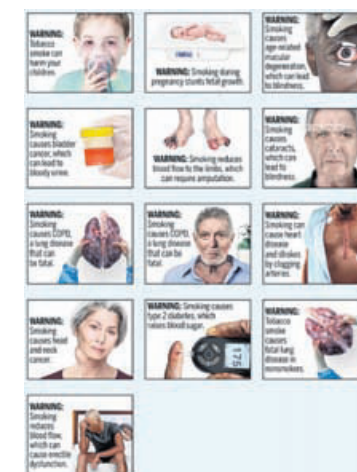 WARNING:
Tobacco
smoke can
harm your
children.
WARNING: Smoking during
pregnancy stunts fetal growth.
WARNING:
Smoking
causes
age-related
macular
degeneration,
which can lead
to blindness.
WARNING:
Smoking
causes bladder
cancer, which
can lead to
bloody urine.
WARNING: Smoking reduces
blood flow to the limbs, which
can require amputation.
WARNING:
Smoking
causes
cataracts,
which can
lead to
blindness.
WARNING:
Smoking
causes COPD,
a lung disease
that can
be fatal.
WARNING:
Smoking
causes COPD,
a lung disease
that can be
fatal.
WARNING:
Smoking can
cause heart
disease
and strokes
by clogging
arteries.
WARNING:
Smoking
causes head
and neck
cancer.
WARNING: Smoking causes
type 2 diabetes, which
raises blood sugar.
175
WARNING:
Tobacco
smoke
causes
fatal lung
disease in
nonsmokers.
WARNING:
Smoking
reduces
blood flow,
which can
cause erectile
dysfunction.